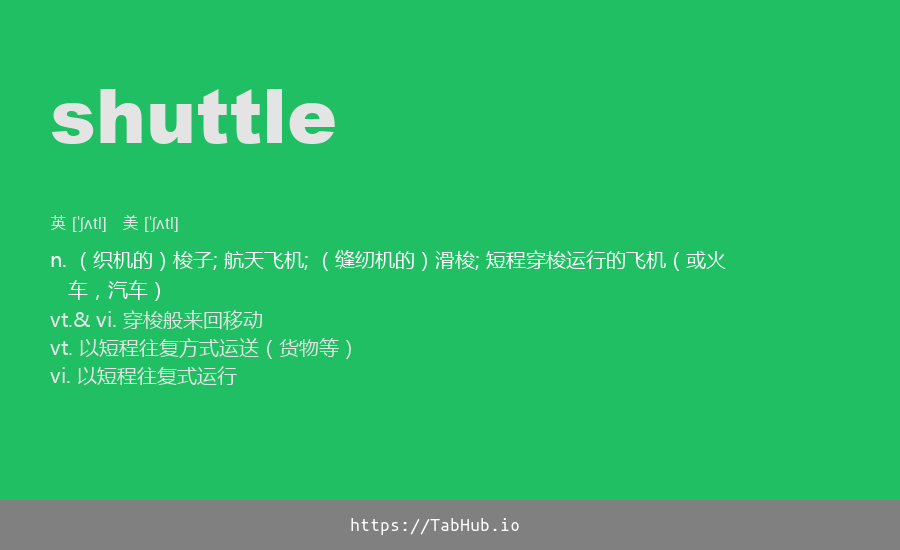 shuttle
英 ['ʃʌtl] 美 ['ʃʌtl]
n. （织机的）梭子; 航天飞机; （缝纫机的）滑梭; 短程穿梭运行的飞机（或火
车，汽车）
vt.& vi. 穿梭般来回移动
vt. 以短程往复方式运送（货物等）
vi. 以短程往复式运行
https://TabHub.io